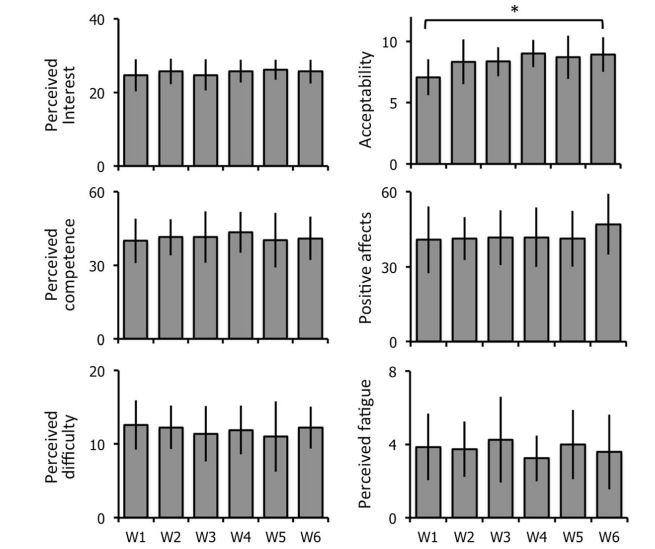 Perceived
Interest
40
20
0
*
Acceptability
10
5
0
Perceived
competence
60
30
0
Positive affects
60
30
0
Perceived
difficulty
20
10
0
W1 W2 W3 W4 W5 W6
Perceived fatigue
8
4
0
W1 W2 W3 W4 W5 W6